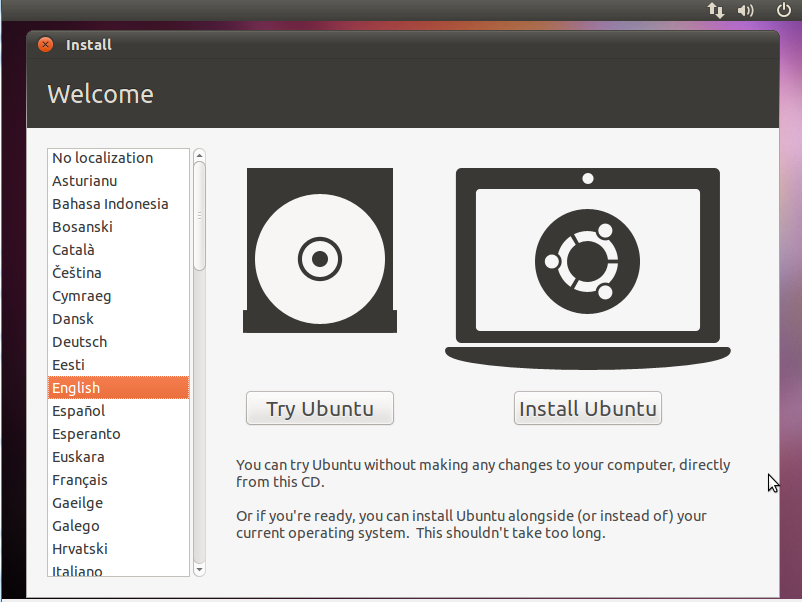 Install
Welcome
No localization
Asturianu
Bahasa Indonesia
Bosanski
Català
Čeština
Cymraeg
Dansk
Deutsch
Eesti
English
Español
Esperanto
Euskara
Français
Gaeilge
Galego
Hrvatski
Italiano
Try Ubuntu
Install Ubuntu
You can try Ubuntu without making any changes to your computer, directly
from this CD.
Or if you're ready, you can install Ubuntu alongside (or instead of) your
current operating system.  This shouldn't take too long.